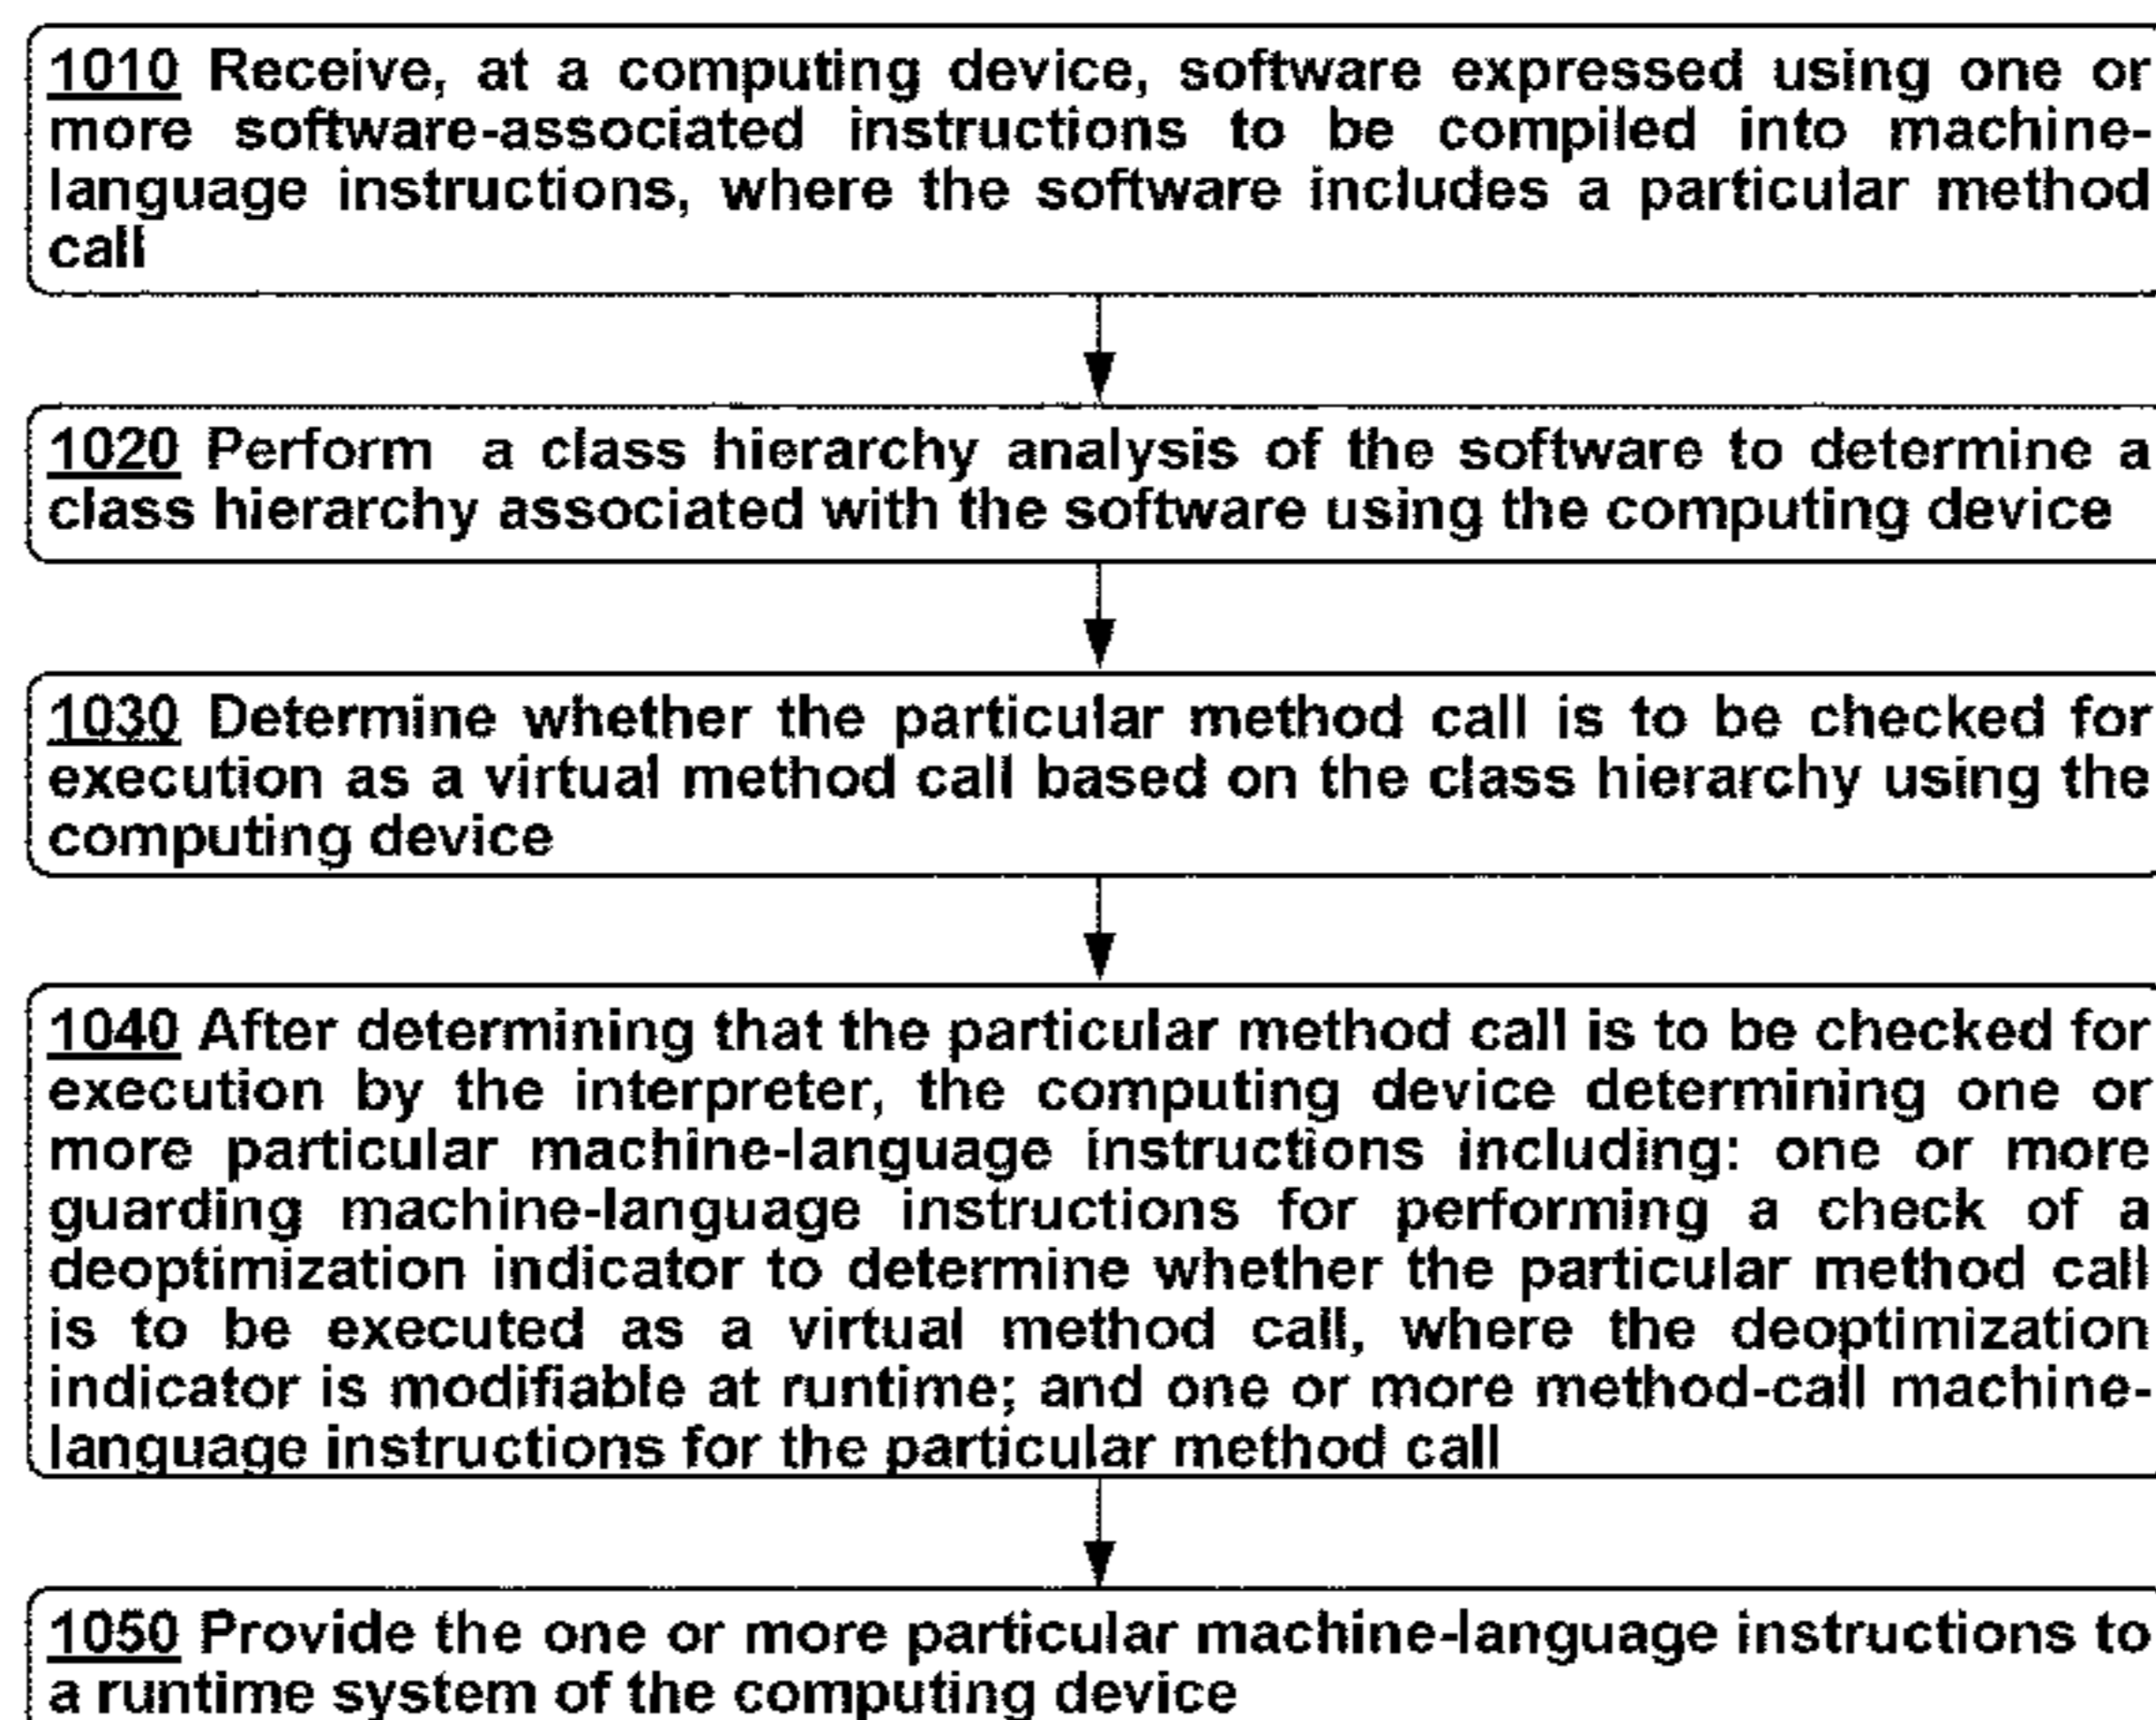 1010 Receive, at a computing device, software expressed using one or
more software-associated instructions to be compiled into machine-
language instructions, where the software includes a particular method
call
1020 Perform a class hierarchy analysis of the software to determine a
class hierarchy associated with the software using the computing device
1030 Determine whether the particular method call is to be checked for
execution as a virtual method call based on the class hierarchy using the
computing device
1040 After determining that the particular method call is to be checked for
execution by the interpreter, the computing device determining one or
more particular machine-language instructions including: one or more
guarding machine-language instructions for performing a check of a
deoptimization indicator to determine whether the particular method call
is to be executed as a virtual method call, where the deoptimization
indicator is modifiable at runtime; and one or more method-call machine-
language instructions for the particular method call
1050 Provide the one or more particular machine-language instructions to
a runtime system of the computing device